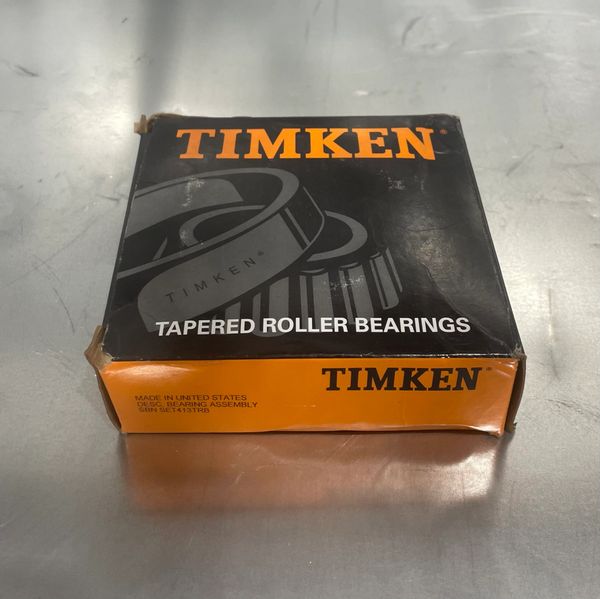 TIMKEN®
TIMKEN®
TAPERED ROLLER BEARINGS
TIMKEN®
MADE IN UNITED STATES
DESC. BEARING ASSEMBLY
SBN SET413TRB